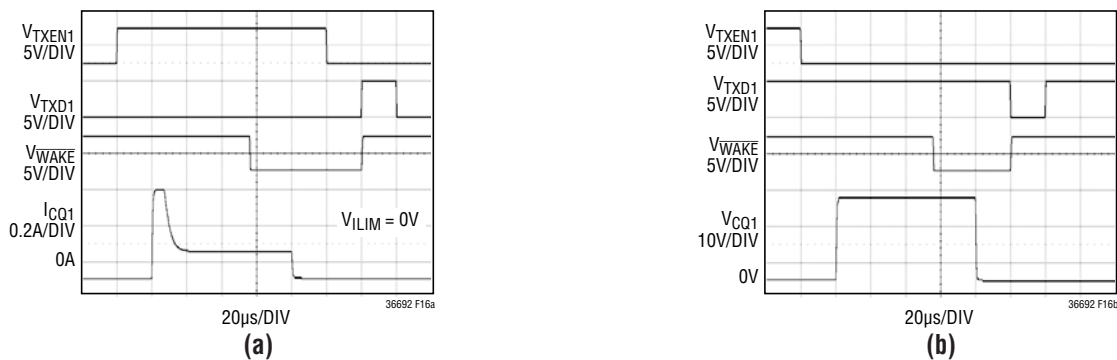 VTXEN1
5V/DIV
VTXD1
5V/DIV
VWAKE
5V/DIV
ICQ1
0.2A/DIV
0A
VILIM = 0V
36692 F16a
20µs/DIV
(a)
VTXEN1
5V/DIV
VTXD1
5V/DIV
VWAKE
5V/DIV
VCQ1
10V/DIV
0V
36692 F16b
20µs/DIV
(b)